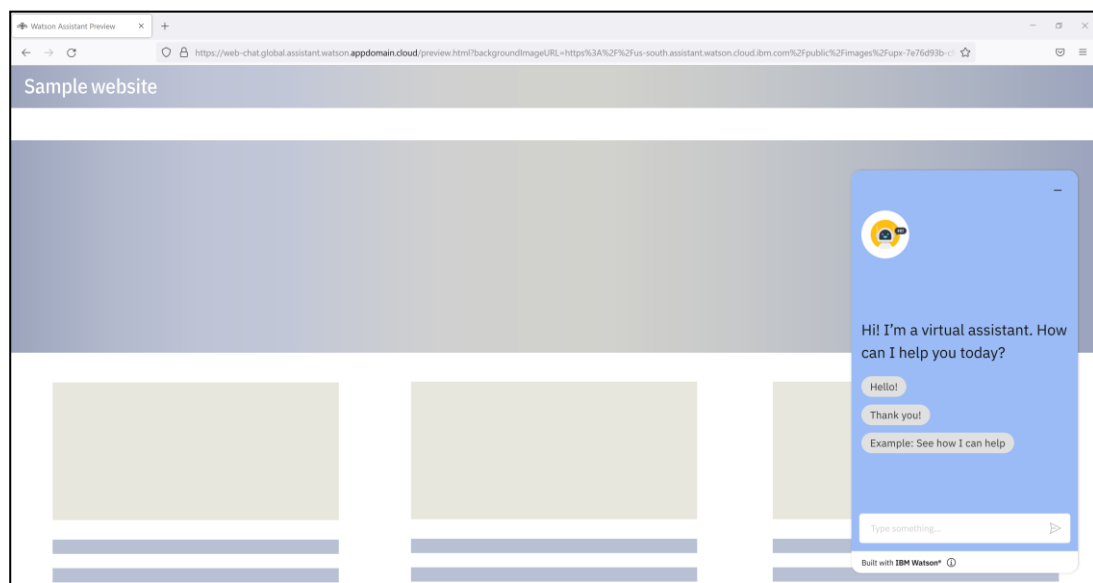 Watson Assistant Preview
https://web-chat.global.assistant.watson.appdomain.cloud/preview.html?backgroundImageURL=https%3A%2F%2Fus-south.assistant.watson.cloud.ibm.com%2Fpublic%2Fimages%2Fupx-7e76d93b-c
Sample website
Hi! I'm a virtual assistant. How
can I help you today?
Hello!
Thank you!
Example: See how I can help
Type something...
Built with IBM Watson®